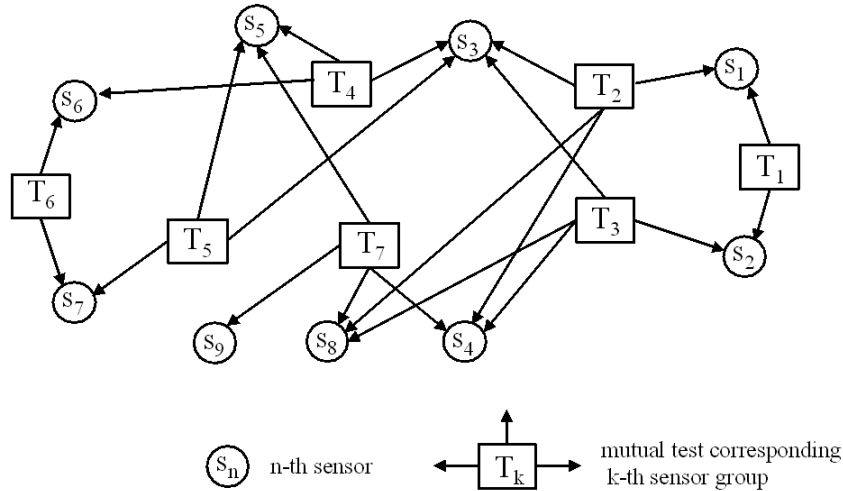 S5
S3
S1
T4
T2
S6
T1
T6
T5
T7
T3
S2
S7
S9
S8
S4
Sn n-th sensor
Tk mutual test corresponding
k-th sensor group